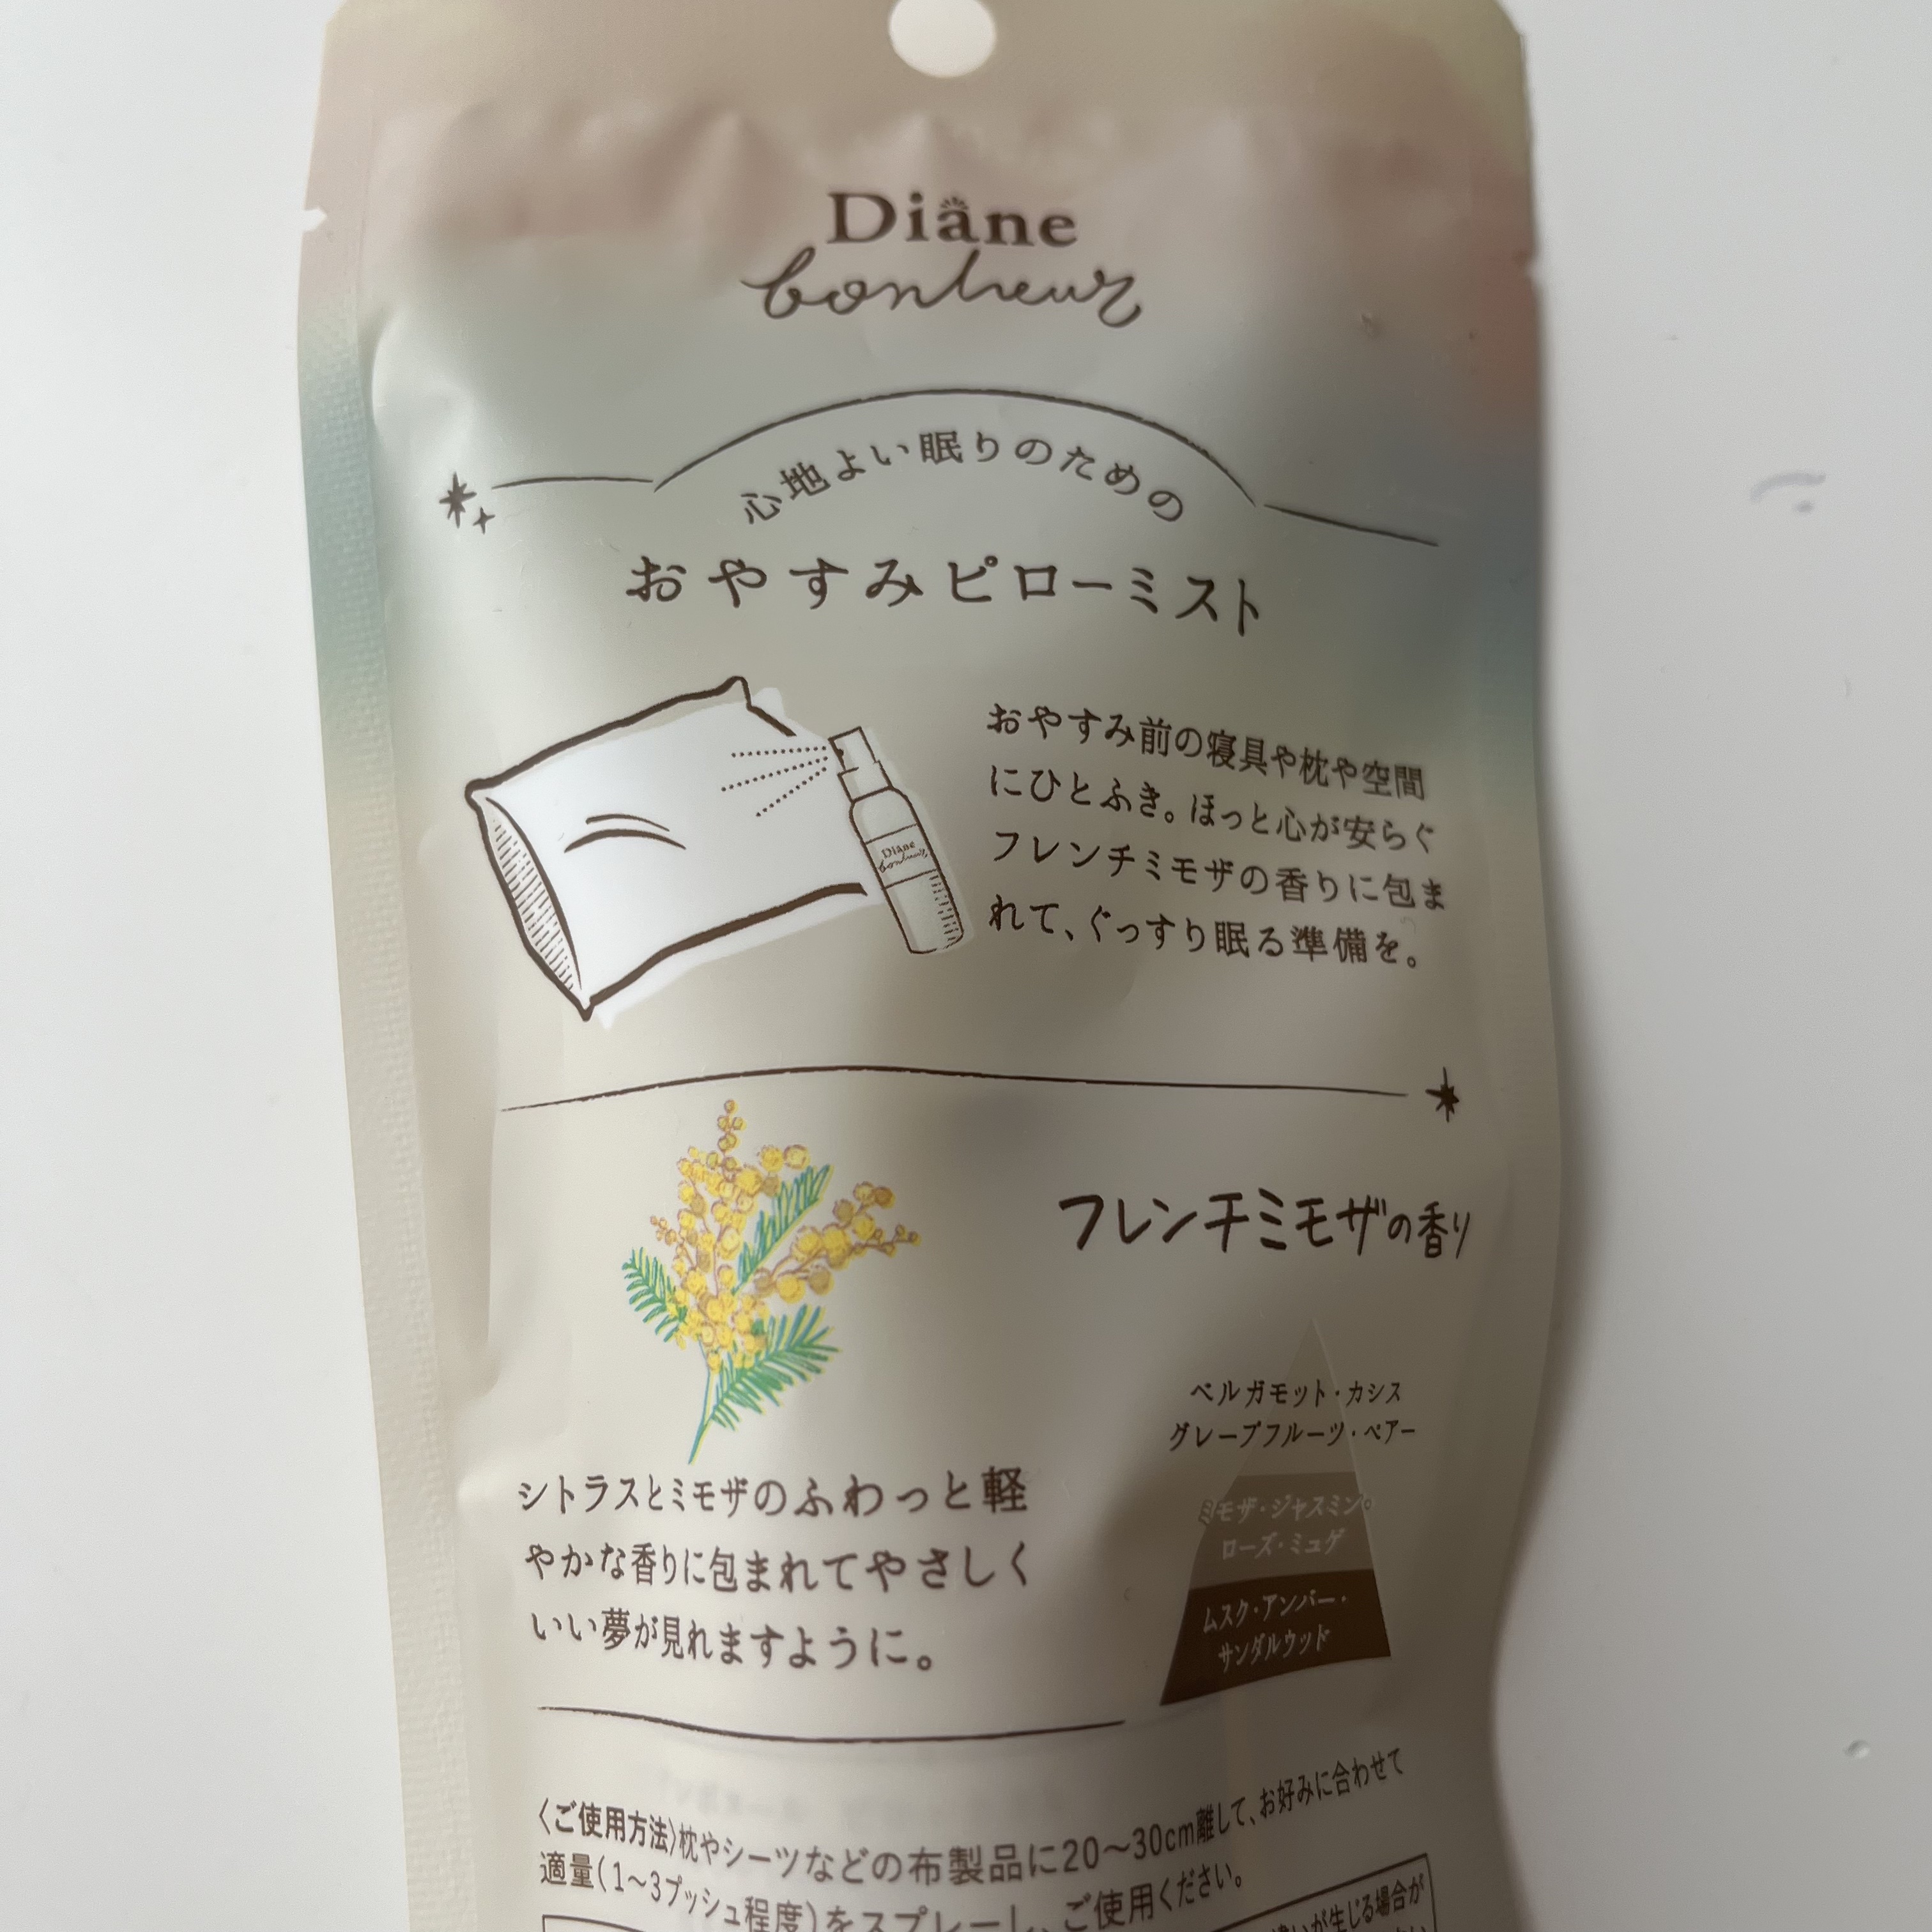 Diane
bonheur
心地よい眠りのための
おやすみピローミスト
おやすみ前の寝具や枕や空間
にひとふき。ほっと心が安らぐ
フレンチミモザの香りに包ま
れて、ぐっすり眠る準備を。
Diane
bonheur
フレンチミモザの香り
ベルガモット・カシス
グレープフルーツ・ペアー
ミモザ・ジャスミン・
ローズ・ミュゲ
ムスク・アンバー・
サンダルウッド
シトラスとミモザのふわっと軽
やかな香りに包まれてやさしく
いい夢が見れますように。
〈ご使用方法〉枕やシーツなどの布製品に20～30cm離して、お好みに合わせて
適量(1～3プッシュ程度)をスプレーし、ご使用ください。
が生じる場合が